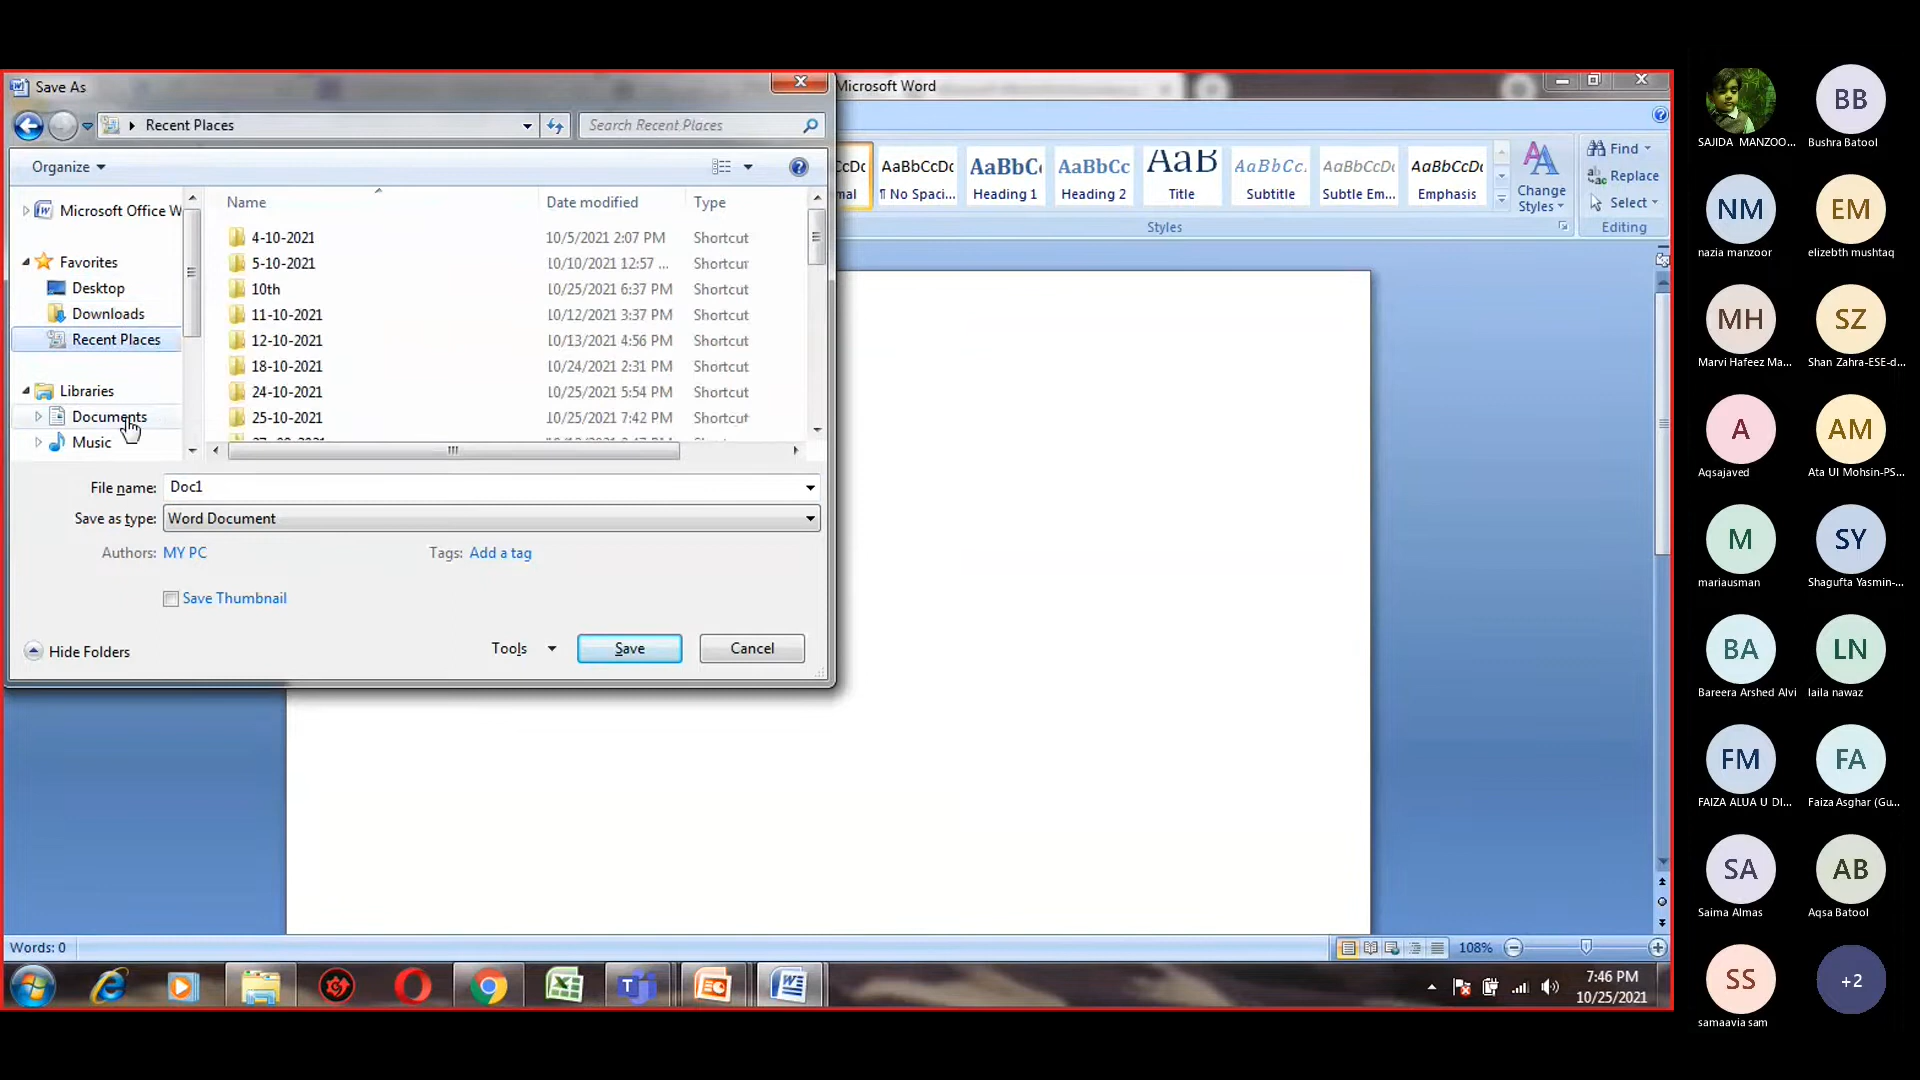 Save As
Microsoft Word
Recent Places
Search Recent Places
Organize
Microsoft Office W
Favorites
Desktop
Downloads
Recent Places
Libraries
Documents
Music
Name Date modified Type
4-10-2021 10/5/2021 2:07 PM Shortcut
5-10-2021 10/10/2021 12:57 ... Shortcut
10th 10/25/2021 6:37 PM Shortcut
11-10-2021 10/12/2021 3:37 PM Shortcut
12-10-2021 10/13/2021 4:56 PM Shortcut
18-10-2021 10/24/2021 2:31 PM Shortcut
24-10-2021 10/25/2021 5:54 PM Shortcut
25-10-2021 10/25/2021 7:42 PM Shortcut
File name: Doc1
Save as type: Word Document
Authors: MY PC Tags: Add a tag
Save Thumbnail
Hide Folders
Tools Save Cancel
AaBbCcDc AaBbC AaBbCc AaB AaBbCc. AaBbCcDc AaBbCcDc
¶ No Spaci... Heading 1 Heading 2 Title Subtitle Subtle Em... Emphasis
Change
Styles
Styles
Find
Replace
Select
Editing
Words: 0
108%
7:46 PM
10/25/2021
SAJIDA MANZOO...
BB
Bushra Batool
NM
nazia manzoor
EM
elizebth mushtaq
MH
Marvi Hafeez Ma...
SZ
Shan Zahra-ESE-d...
A
Aqsajaved
AM
Ata Ul Mohsin-PS...
M
mariausman
SY
Shagufta Yasmin-...
BA
Bareera Arshed Alvi
LN
laila nawaz
FM
FAIZA ALUA U DI...
FA
Faiza Asghar (Gu...
SA
Saima Almas
AB
Aqsa Batool
SS
samaavia sam
+2